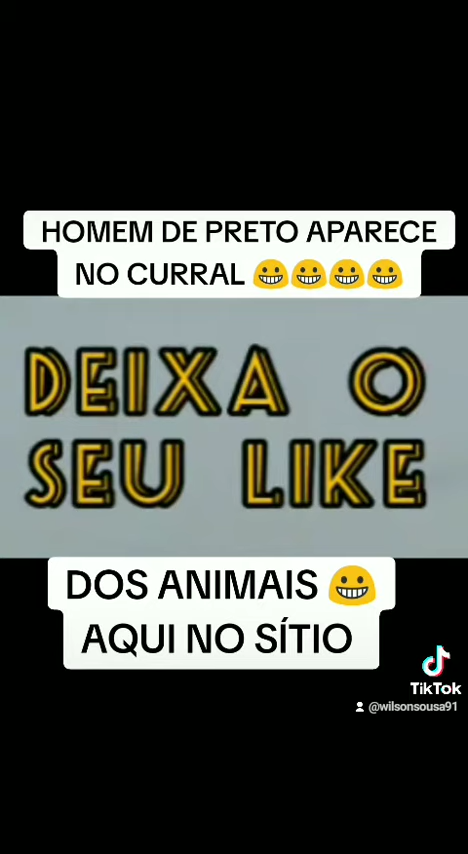 HOMEM DE PRETO APARECE
NO CURRAL 😀😀😀😀
DEIXA O
SEU LIKE
DOS ANIMAIS 😀
AQUI NO SÍTIO
TikTok
@wilsonsousa91